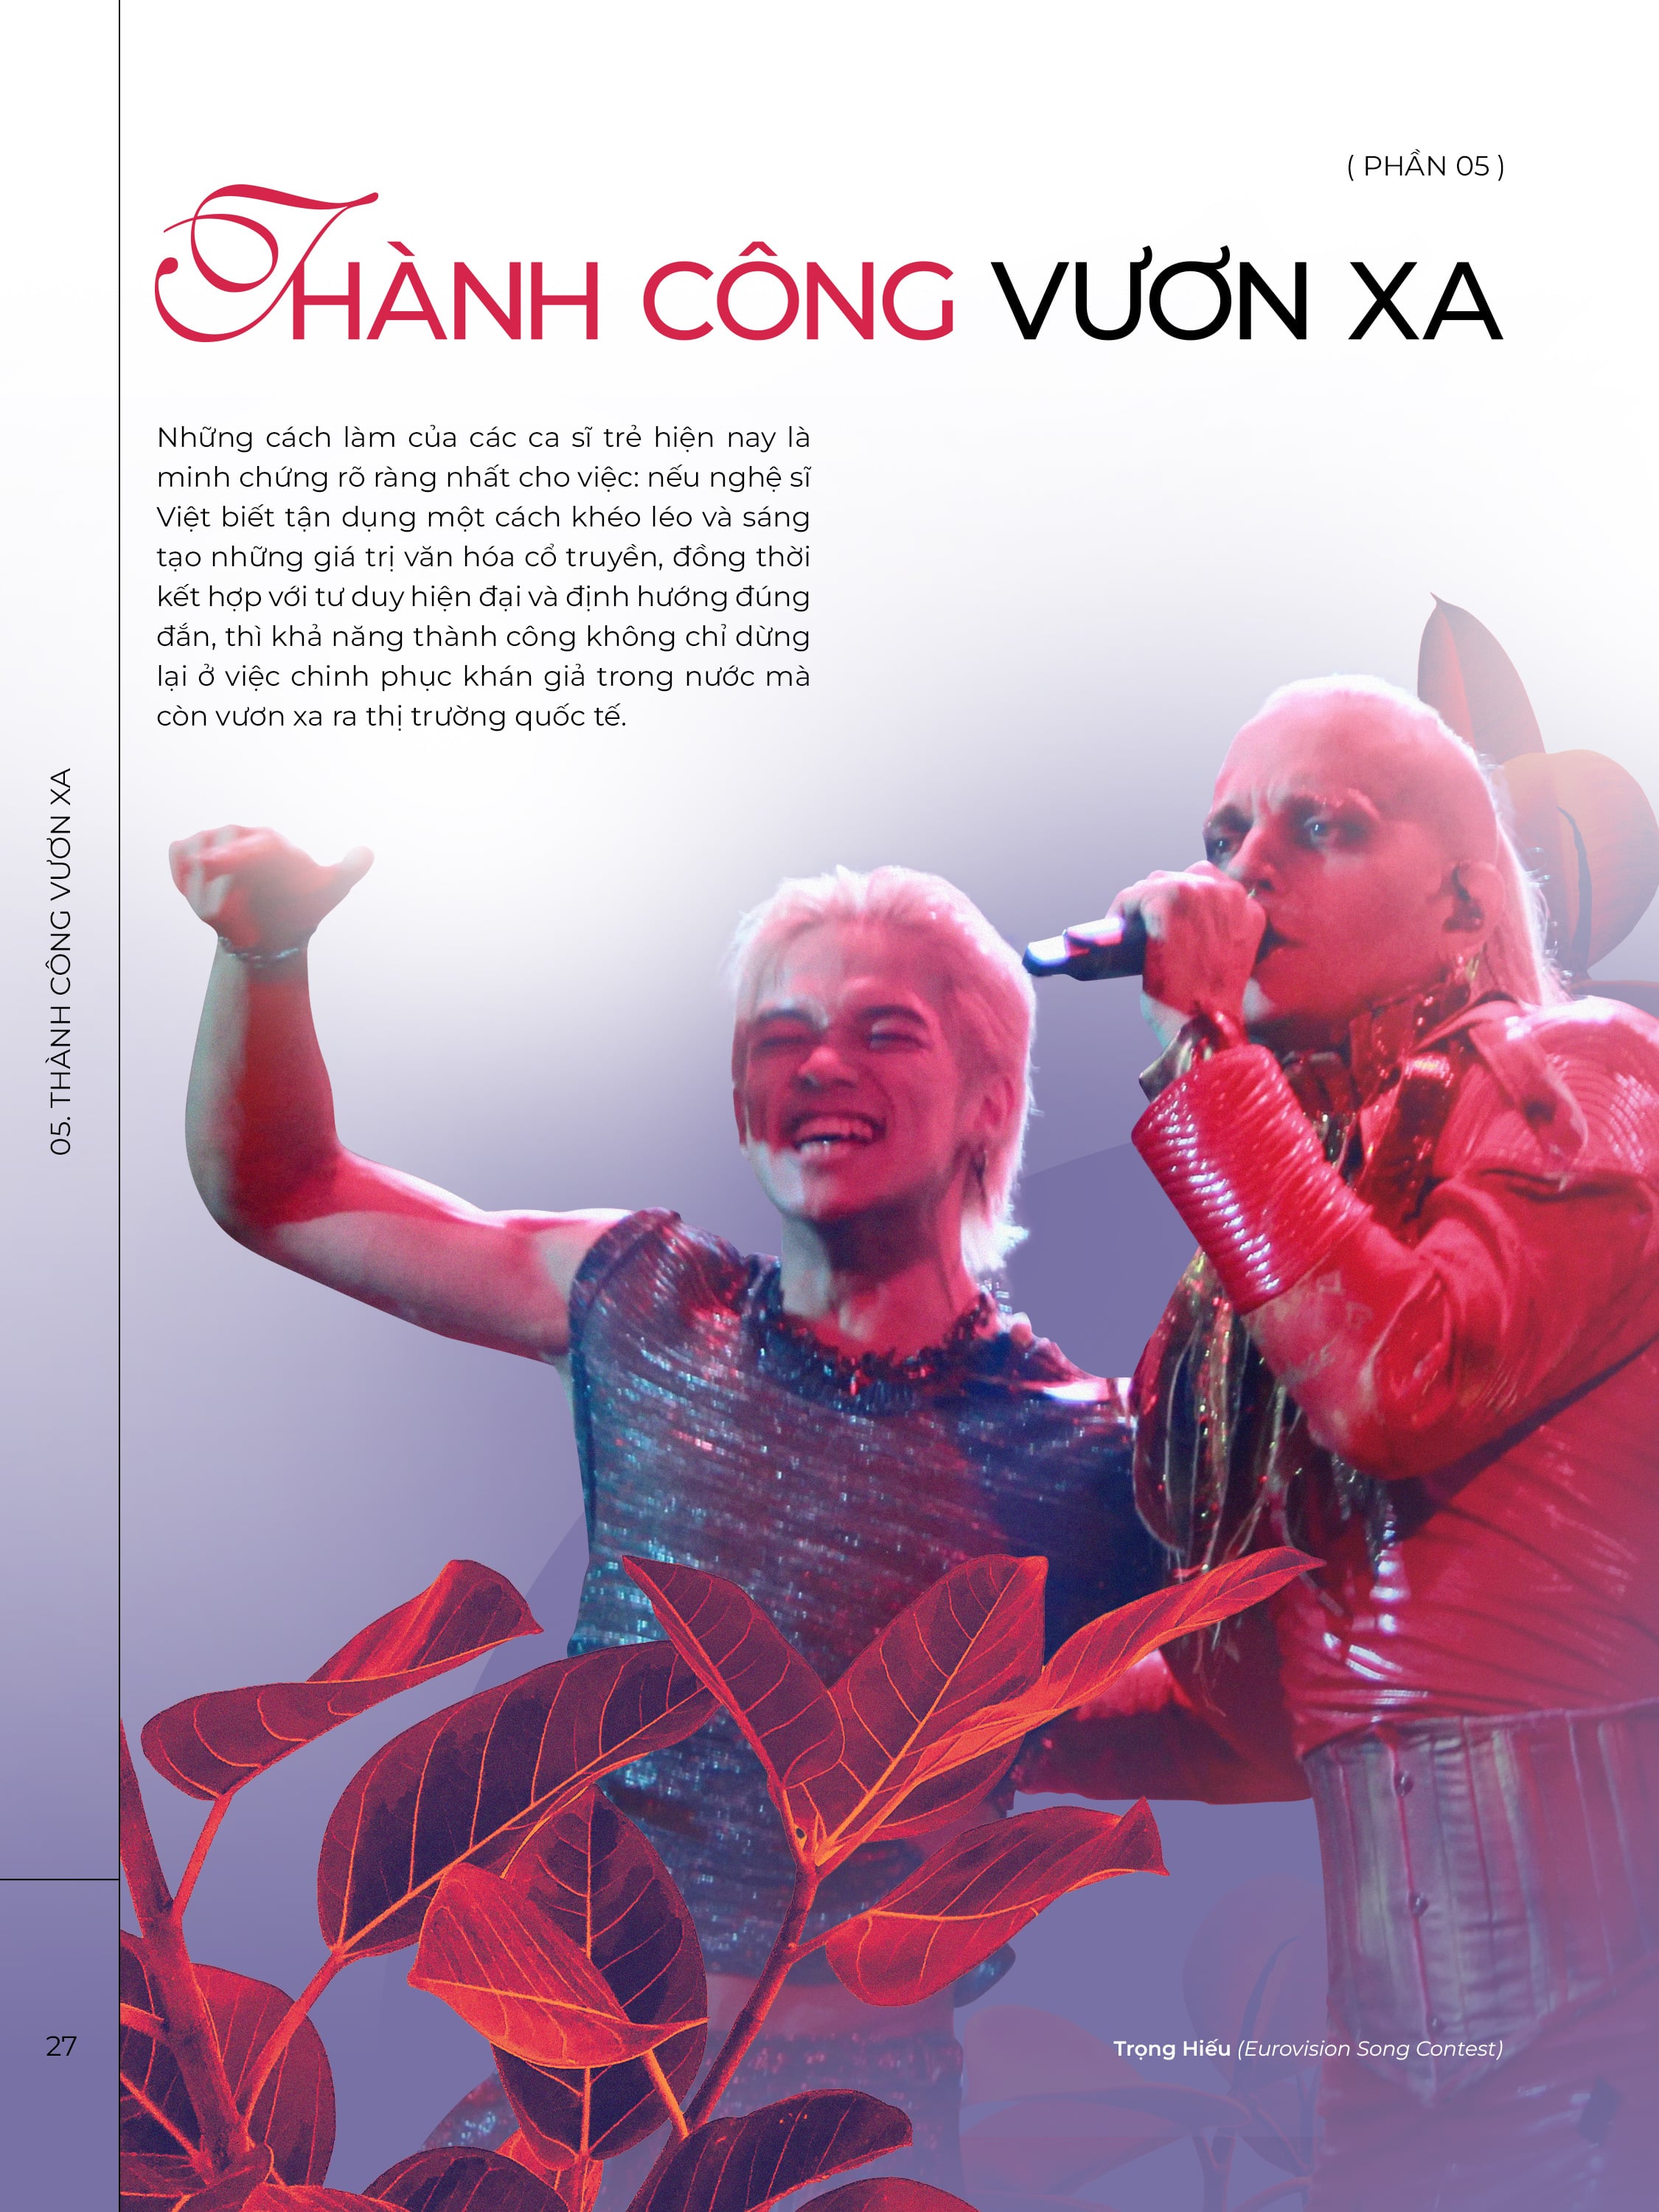 ( PHẦN 05 )
THÀNH CÔNG VƯƠN XA
Những cách làm của các ca sĩ trẻ hiện nay là
minh chứng rõ ràng nhất cho việc: nếu nghệ sĩ
Việt biết tận dụng một cách khéo léo và sáng
tạo những giá trị văn hóa cổ truyền, đồng thời
kết hợp với tư duy hiện đại và định hướng đúng
đắn, thì khả năng thành công không chỉ dừng
lại ở việc chinh phục khán giả trong nước mà
còn vươn xa ra thị trường quốc tế.
05. THÀNH CÔNG VƯƠN XA
27
Trọng Hiếu (Eurovision Song Contest)